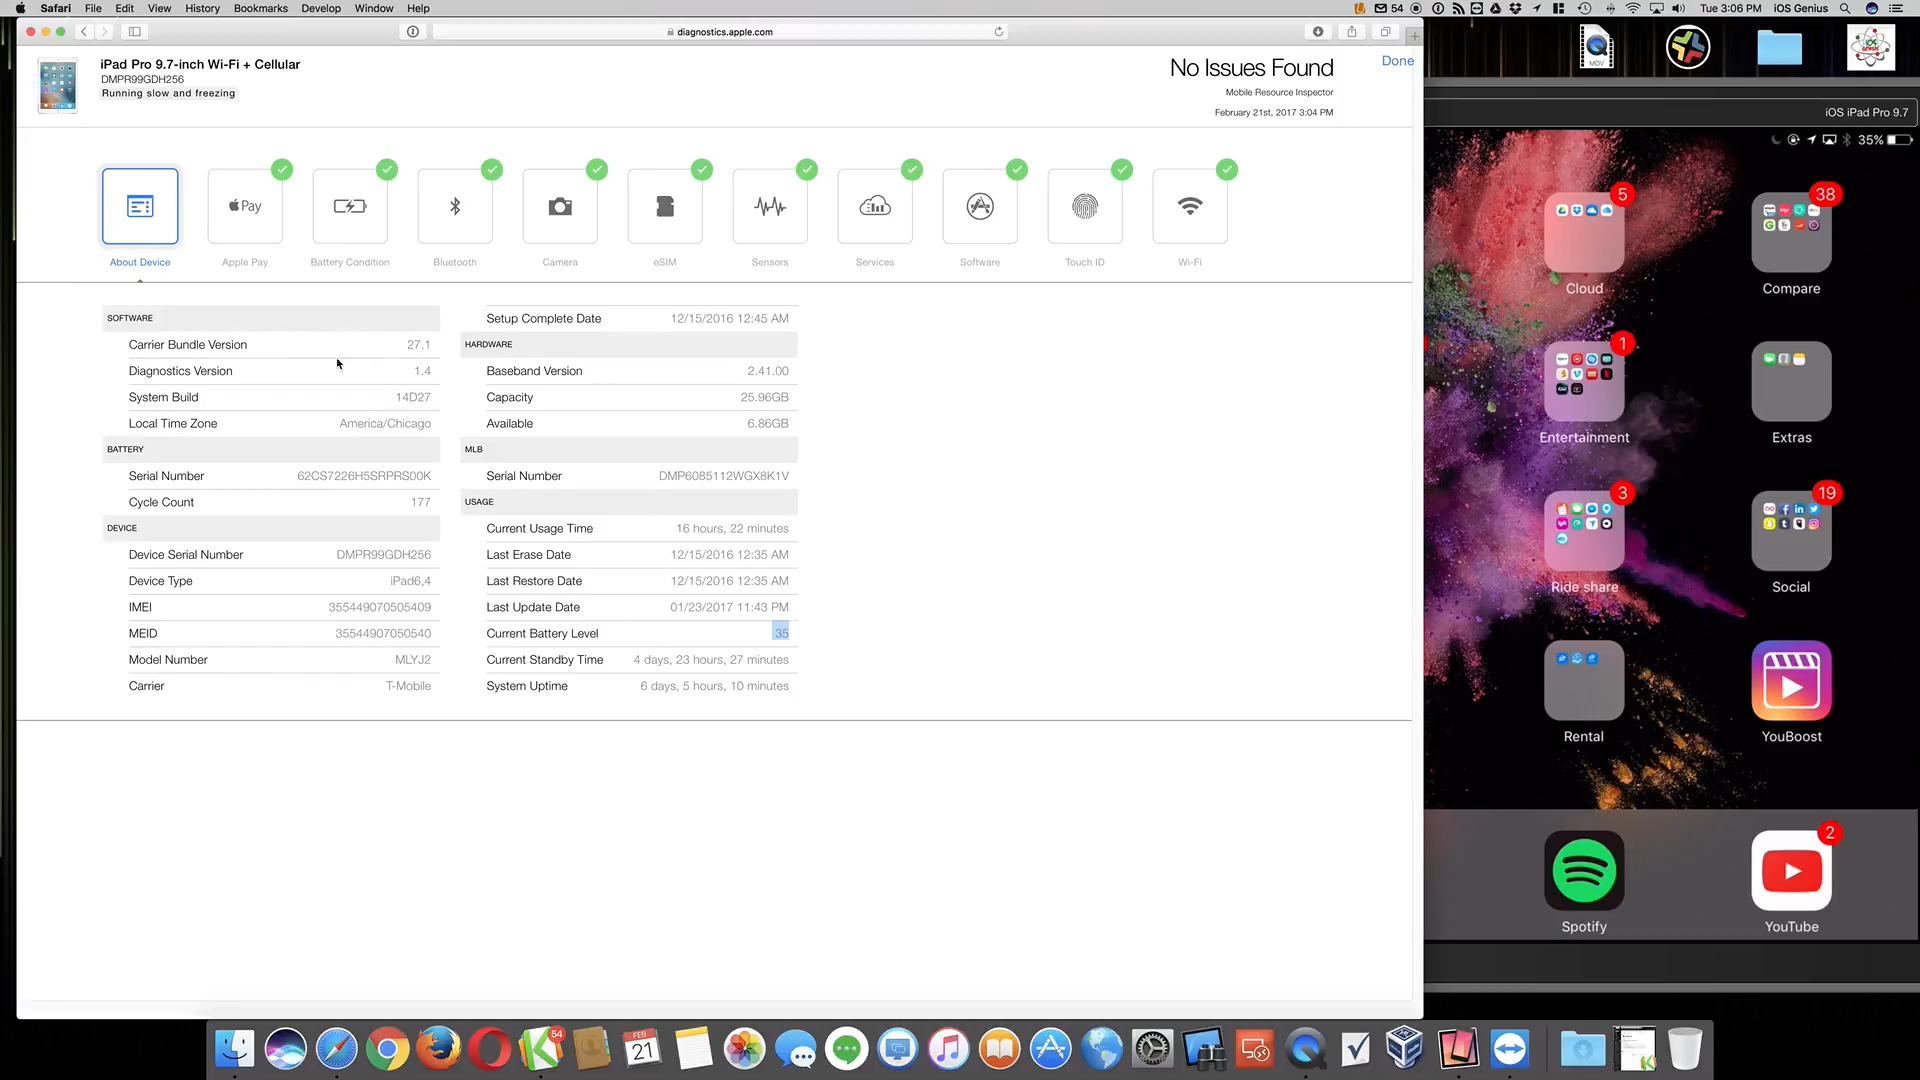 Safari File Edit View History Bookmarks Develop Window Help
54 Tue 3:06 PM iOS Genius
diagnostics.apple.com
iPad Pro 9.7-inch Wi-Fi + Cellular
DMPR99GDH256
Running slow and freezing
No Issues Found
Done
Mobile Resource Inspector
February 21st, 2017 3:04 PM
Pay
About Device Apple Pay Battery Condition Bluetooth Camera eSIM Sensors Services Software Touch ID Wi-Fi
SOFTWARE
Carrier Bundle Version 27.1
Diagnostics Version 1.4
System Build 14D27
Local Time Zone America/Chicago
BATTERY
Serial Number 62CS7226H5SRPRS00K
Cycle Count 177
DEVICE
Device Serial Number DMPR99GDH256
Device Type iPad6,4
IMEI 355449070505409
MEID 35544907050540
Model Number MLYJ2
Carrier T-Mobile
Setup Complete Date 12/15/2016 12:45 AM
HARDWARE
Baseband Version 2.41.00
Capacity 25.96GB
Available 6.86GB
MLB
Serial Number DMP6085112WGX8K1V
USAGE
Current Usage Time 16 hours, 22 minutes
Last Erase Date 12/15/2016 12:35 AM
Last Restore Date 12/15/2016 12:35 AM
Last Update Date 01/23/2017 11:43 PM
Current Battery Level 35
Current Standby Time 4 days, 23 hours, 27 minutes
System Uptime 6 days, 5 hours, 10 minutes
MOV
iOS iPad Pro 9.7
35%
5 38
Cloud Compare
1
Entertainment Extras
3 19
Ride share Social
Rental YouBoost
2
Spotify YouTube
54
FEB
21